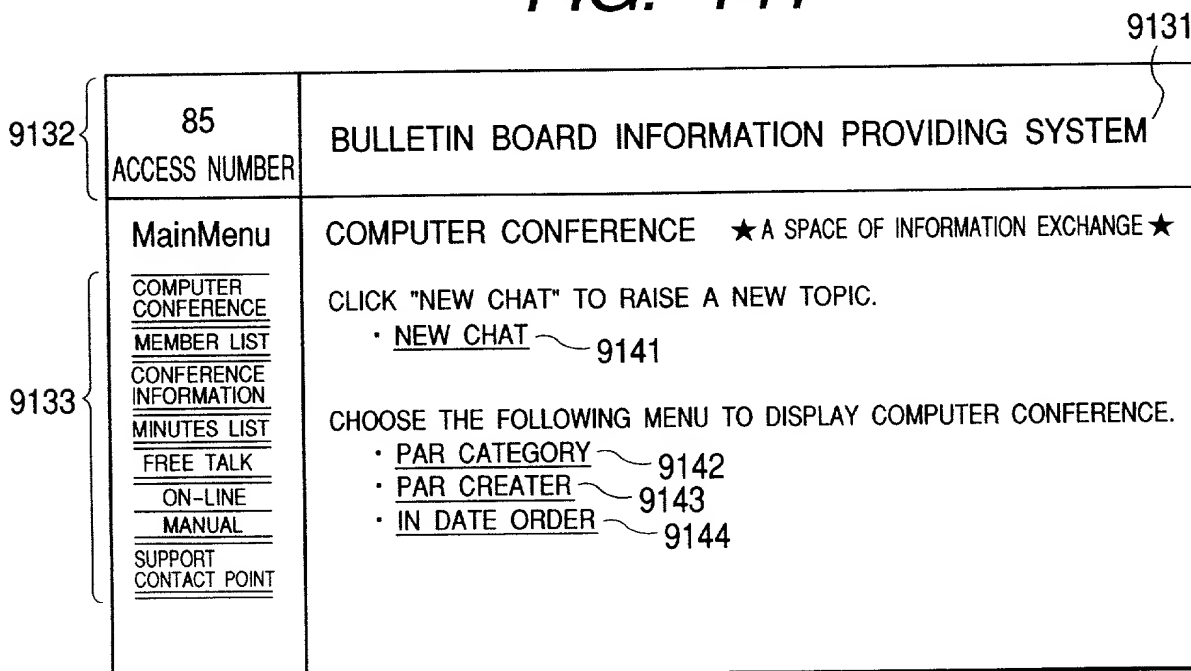 9131
9132
85
ACCESS NUMBER
BULLETIN BOARD INFORMATION PROVIDING SYSTEM
MainMenu
COMPUTER CONFERENCE ★ A SPACE OF INFORMATION EXCHANGE ★
9133
COMPUTER
CONFERENCE
MEMBER LIST
CONFERENCE
INFORMATION
MINUTES LIST
FREE TALK
ON-LINE
MANUAL
SUPPORT
CONTACT POINT
CLICK "NEW CHAT" TO RAISE A NEW TOPIC.
· NEW CHAT 9141
CHOOSE THE FOLLOWING MENU TO DISPLAY COMPUTER CONFERENCE.
· PAR CATEGORY 9142
· PAR CREATER 9143
· IN DATE ORDER 9144